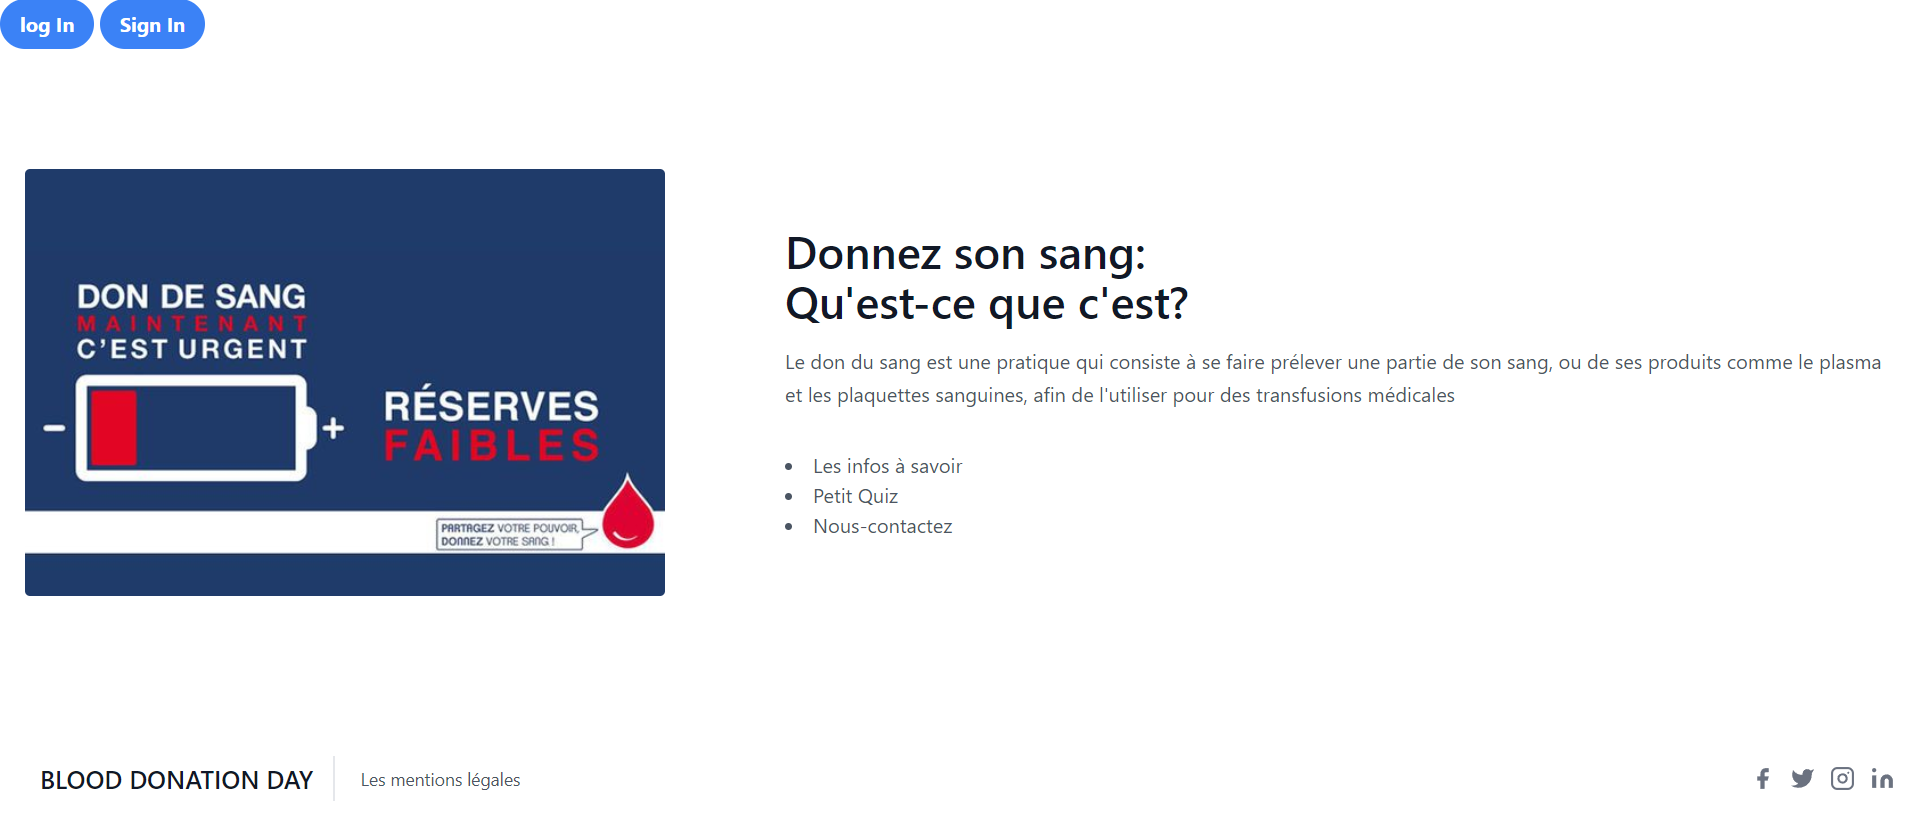 log In Sign In
DON DE SANG
MAINTENANT
C'EST URGENT
- +
RÉSERVES
FAIBLES
PARTAGEZ VOTRE POUVOIR,
DONNEZ VOTRE SANG !
Donnez son sang:
Qu'est-ce que c'est?
Le don du sang est une pratique qui consiste à se faire prélever une partie de son sang, ou de ses produits comme le plasma
et les plaquettes sanguines, afin de l'utiliser pour des transfusions médicales
• Les infos à savoir
• Petit Quiz
• Nous-contactez
BLOOD DONATION DAY Les mentions légales